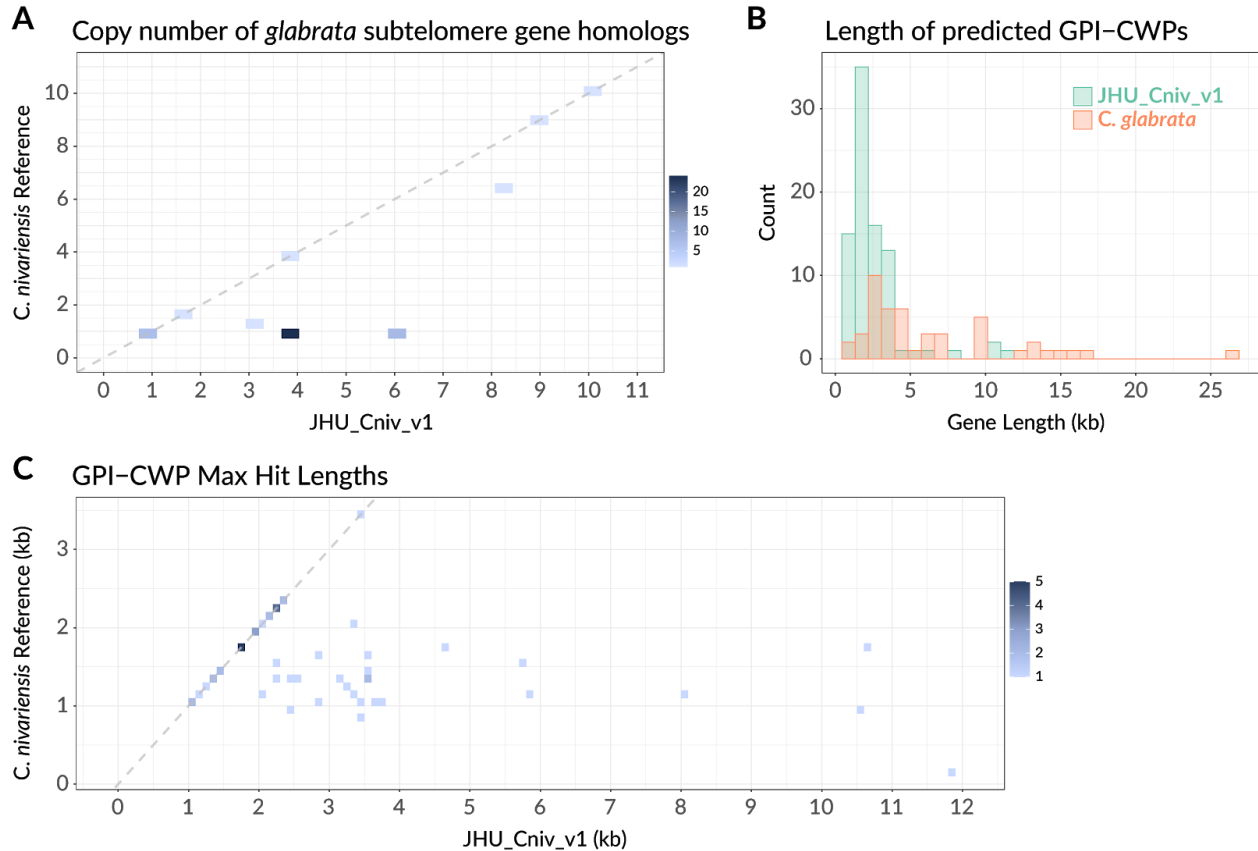 A
Copy number of glabrata subtelomere gene homologs
C. nivariensis Reference
10
8
6
4
2
0
0 1 2 3 4 5 6 7 8 9 10 11
JHU_Cniv_v1
20
15
10
5
B
Length of predicted GPI−CWPs
Count
30
20
10
0
0 5 10 15 20 25
Gene Length (kb)
JHU_Cniv_v1
C. glabrata
C
GPI−CWP Max Hit Lengths
C. nivariensis Reference (kb)
3
2
1
0
0 1 2 3 4 5 6 7 8 9 10 11 12
JHU_Cniv_v1 (kb)
5
4
3
2
1